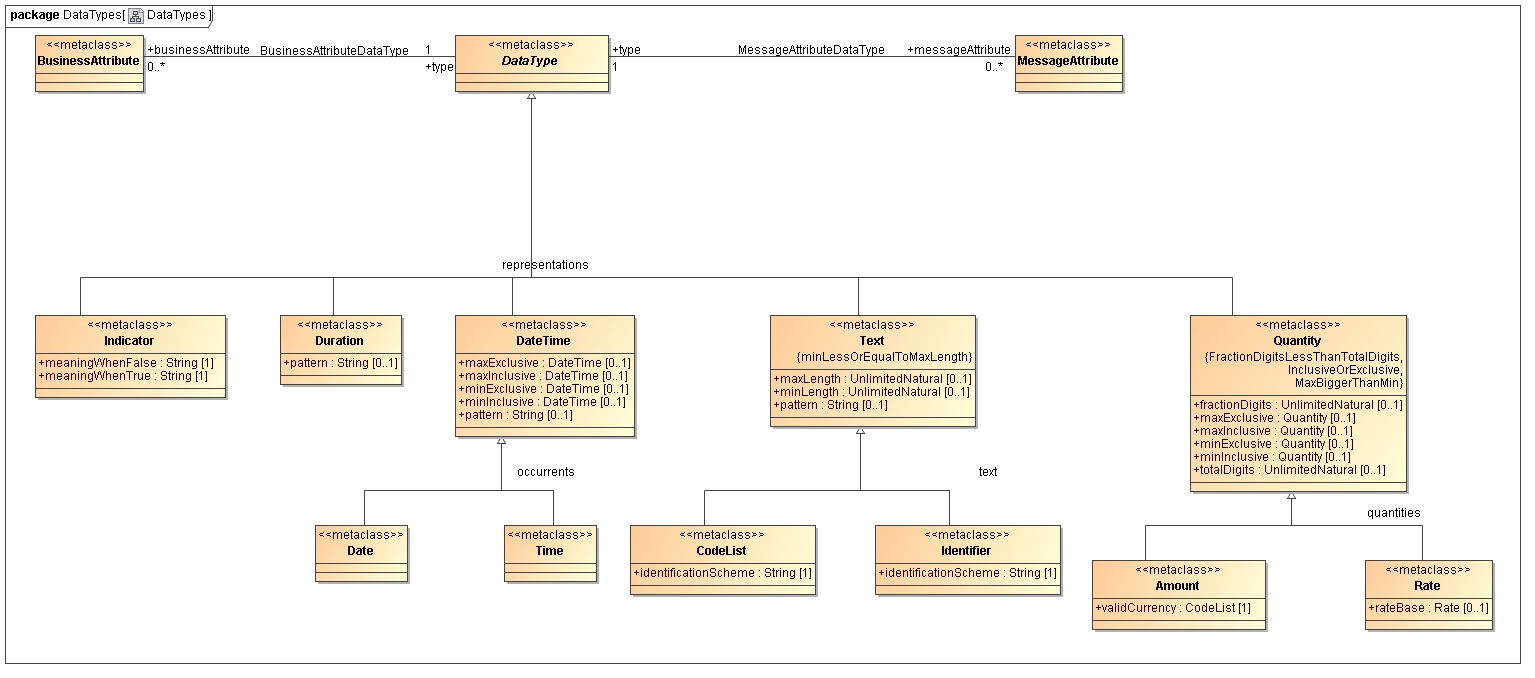 package DataTypes[ DataTypes ]
<<metaclass>>
BusinessAttribute
+businessAttribute
0..*
BusinessAttributeDataType
1
+type
<<metaclass>>
DataType
+type
1
MessageAttributeDataType
+messageAttribute
0..*
<<metaclass>>
MessageAttribute
representations
<<metaclass>>
Indicator
+meaningWhenFalse : String [1]
+meaningWhenTrue : String [1]
<<metaclass>>
Duration
+pattern : String [0..1]
<<metaclass>>
DateTime
+maxExclusive : DateTime [0..1]
+maxInclusive : DateTime [0..1]
+minExclusive : DateTime [0..1]
+minInclusive : DateTime [0..1]
+pattern : String [0..1]
<<metaclass>>
Text
{minLessOrEqualToMaxLength}
+maxLength : UnlimitedNatural [0..1]
+minLength : UnlimitedNatural [0..1]
+pattern : String [0..1]
<<metaclass>>
Quantity
{FractionDigitsLessThanTotalDigits,
InclusiveOrExclusive,
MaxBiggerThanMin}
+fractionDigits : UnlimitedNatural [0..1]
+maxExclusive : Quantity [0..1]
+maxInclusive : Quantity [0..1]
+minExclusive : Quantity [0..1]
+minInclusive : Quantity [0..1]
+totalDigits : UnlimitedNatural [0..1]
occurrents
text
quantities
<<metaclass>>
Date
<<metaclass>>
Time
<<metaclass>>
CodeList
+identificationScheme : String [1]
<<metaclass>>
Identifier
+identificationScheme : String [1]
<<metaclass>>
Amount
+validCurrency : CodeList [1]
<<metaclass>>
Rate
+rateBase : Rate [0..1]